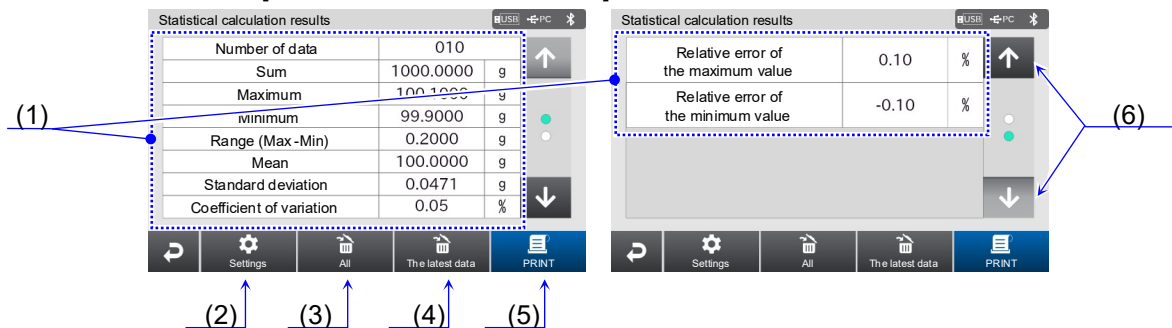 Statistical calculation results
USB PC
Number of data 010
Sum 1000.0000 g
Maximum 100.1000 g
Minimum 99.9000 g
Range (Max-Min) 0.2000 g
Mean 100.0000 g
Standard deviation 0.0471 g
Coefficient of variation 0.05 %
Settings All The latest data PRINT
Statistical calculation results
USB PC
Relative error of
the maximum value 0.10 %
Relative error of
the minimum value -0.10 %
Settings All The latest data PRINT
(1)
(6)
(2) (3) (4) (5)